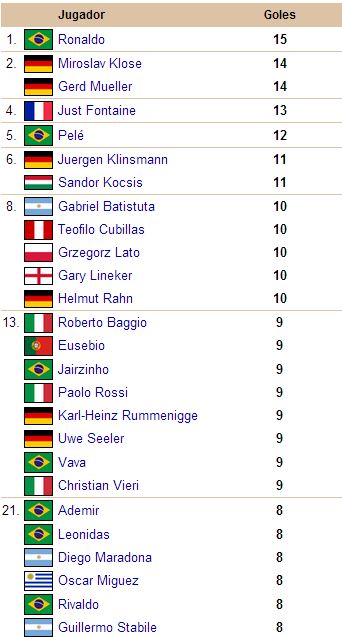 Jugador Goles
1. Ronaldo 15
2. Miroslav Klose 14
Gerd Mueller 14
4. Just Fontaine 13
5. Pelé 12
6. Juergen Klinsmann 11
Sandor Kocsis 11
8. Gabriel Batistuta 10
Teofilo Cubillas 10
Grzegorz Lato 10
Gary Lineker 10
Helmut Rahn 10
13. Roberto Baggio 9
Eusebio 9
Jairzinho 9
Paolo Rossi 9
Karl-Heinz Rummenigge 9
Uwe Seeler 9
Vava 9
Christian Vieri 9
21. Ademir 8
Leonidas 8
Diego Maradona 8
Oscar Miguez 8
Rivaldo 8
Guillermo Stabile 8